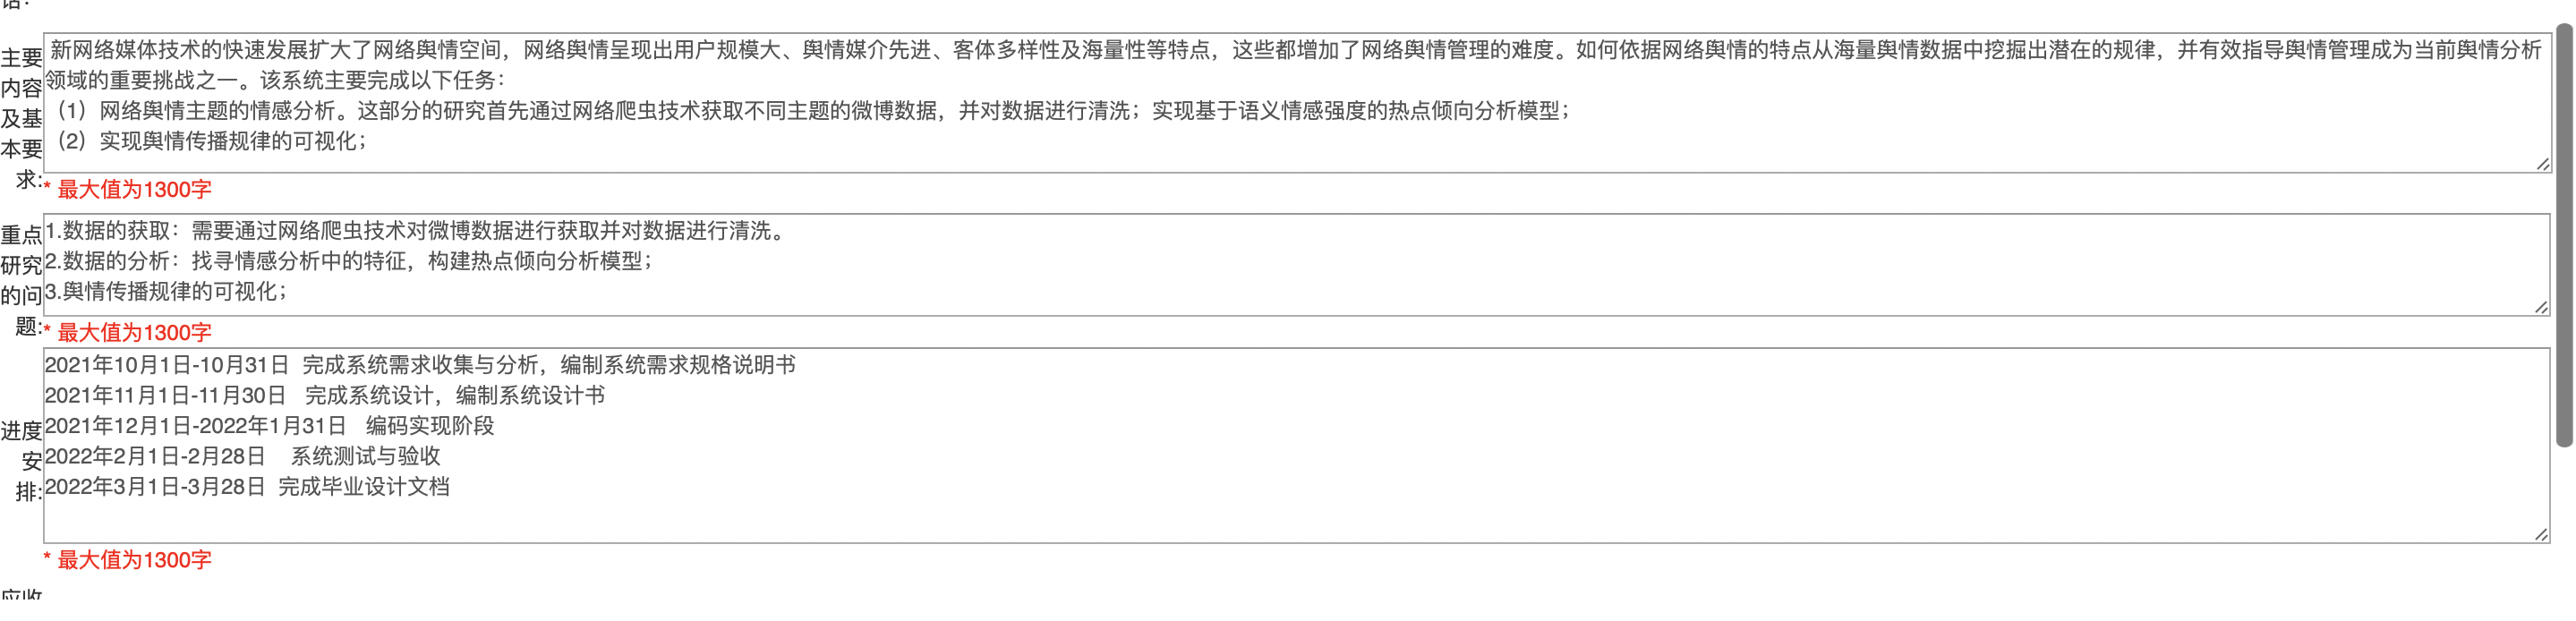 主要内容及基本要求:
新网络媒体技术的快速发展扩大了网络舆情空间，网络舆情呈现出用户规模大、舆情媒介先进、客体多样性及海量性等特点，这些都增加了网络舆情管理的难度。如何依据网络舆情的特点从海量舆情数据中挖掘出潜在的规律，并有效指导舆情管理成为当前舆情分析
领域的重要挑战之一。该系统主要完成以下任务：
（1）网络舆情主题的情感分析。这部分的研究首先通过网络爬虫技术获取不同主题的微博数据，并对数据进行清洗；实现基于语义情感强度的热点倾向分析模型；
（2）实现舆情传播规律的可视化；
* 最大值为1300字
重点研究的问题:
1.数据的获取：需要通过网络爬虫技术对微博数据进行获取并对数据进行清洗。
2.数据的分析：找寻情感分析中的特征，构建热点倾向分析模型；
3.舆情传播规律的可视化；
* 最大值为1300字
进度安排:
2021年10月1日-10月31日  完成系统需求收集与分析，编制系统需求规格说明书
2021年11月1日-11月30日   完成系统设计，编制系统设计书
2021年12月1日-2022年1月31日   编码实现阶段
2022年2月1日-2月28日    系统测试与验收
2022年3月1日-3月28日  完成毕业设计文档
* 最大值为1300字
应收